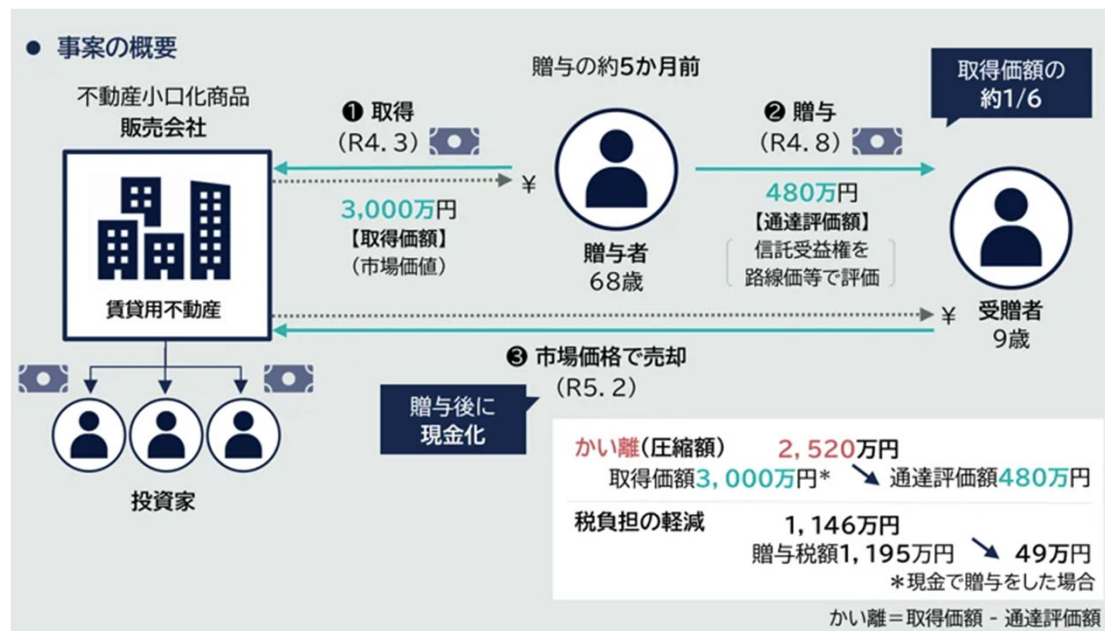 ● 事案の概要
不動産小口化商品
販売会社
賃貸用不動産
投資家
❶ 取得
(R4. 3)
¥
3,000万円
【取得価額】
(市場価値)
贈与の約5か月前
贈与者
68歳
❷ 贈与
(R4. 8)
480万円
【通達評価額】
信託受益権を
路線価等で評価
取得価額の
約1/6
¥
受贈者
9歳
❸ 市場価格で売却
(R5. 2)
贈与後に
現金化
かい離(圧縮額) 2,520万円
取得価額3,000万円* 通達評価額480万円
税負担の軽減 1,146万円
贈与税額1,195万円 49万円
*現金で贈与をした場合
かい離=取得価額 - 通達評価額